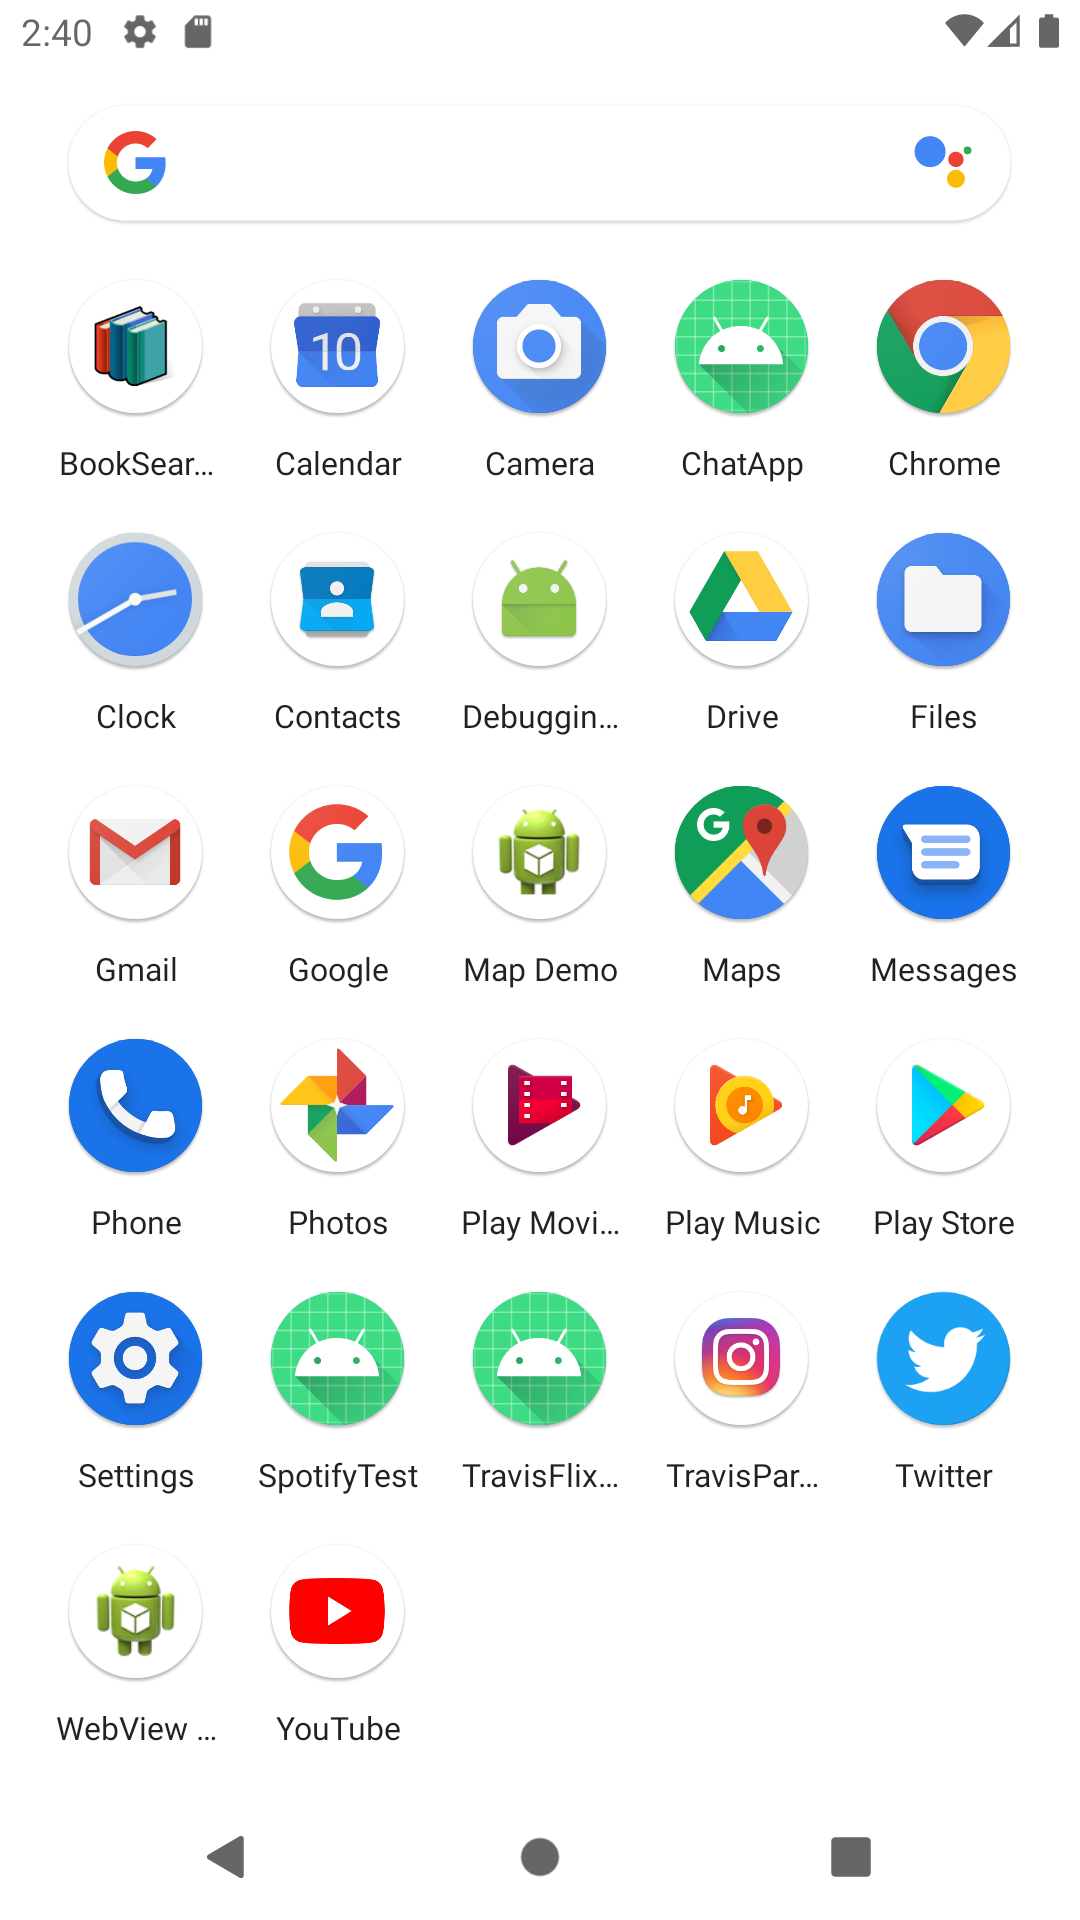 2:40
BookSear...
Calendar
Camera
ChatApp
Chrome
10
Clock
Contacts
Debuggin...
Drive
Files
Gmail
Google
Map Demo
Maps
Messages
Phone
Photos
Play Movi...
Play Music
Play Store
Settings
SpotifyTest
TravisFlix...
TravisPar...
Twitter
WebView ...
YouTube